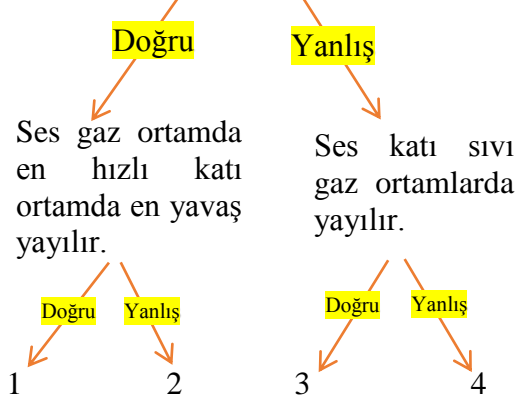 Doğru Yanlış
Ses gaz ortamda
en hızlı katı
ortamda en yavaş
yayılır.
Ses katı sıvı
gaz ortamlarda
yayılır.
Doğru Yanlış Doğru Yanlış
1 2 3 4